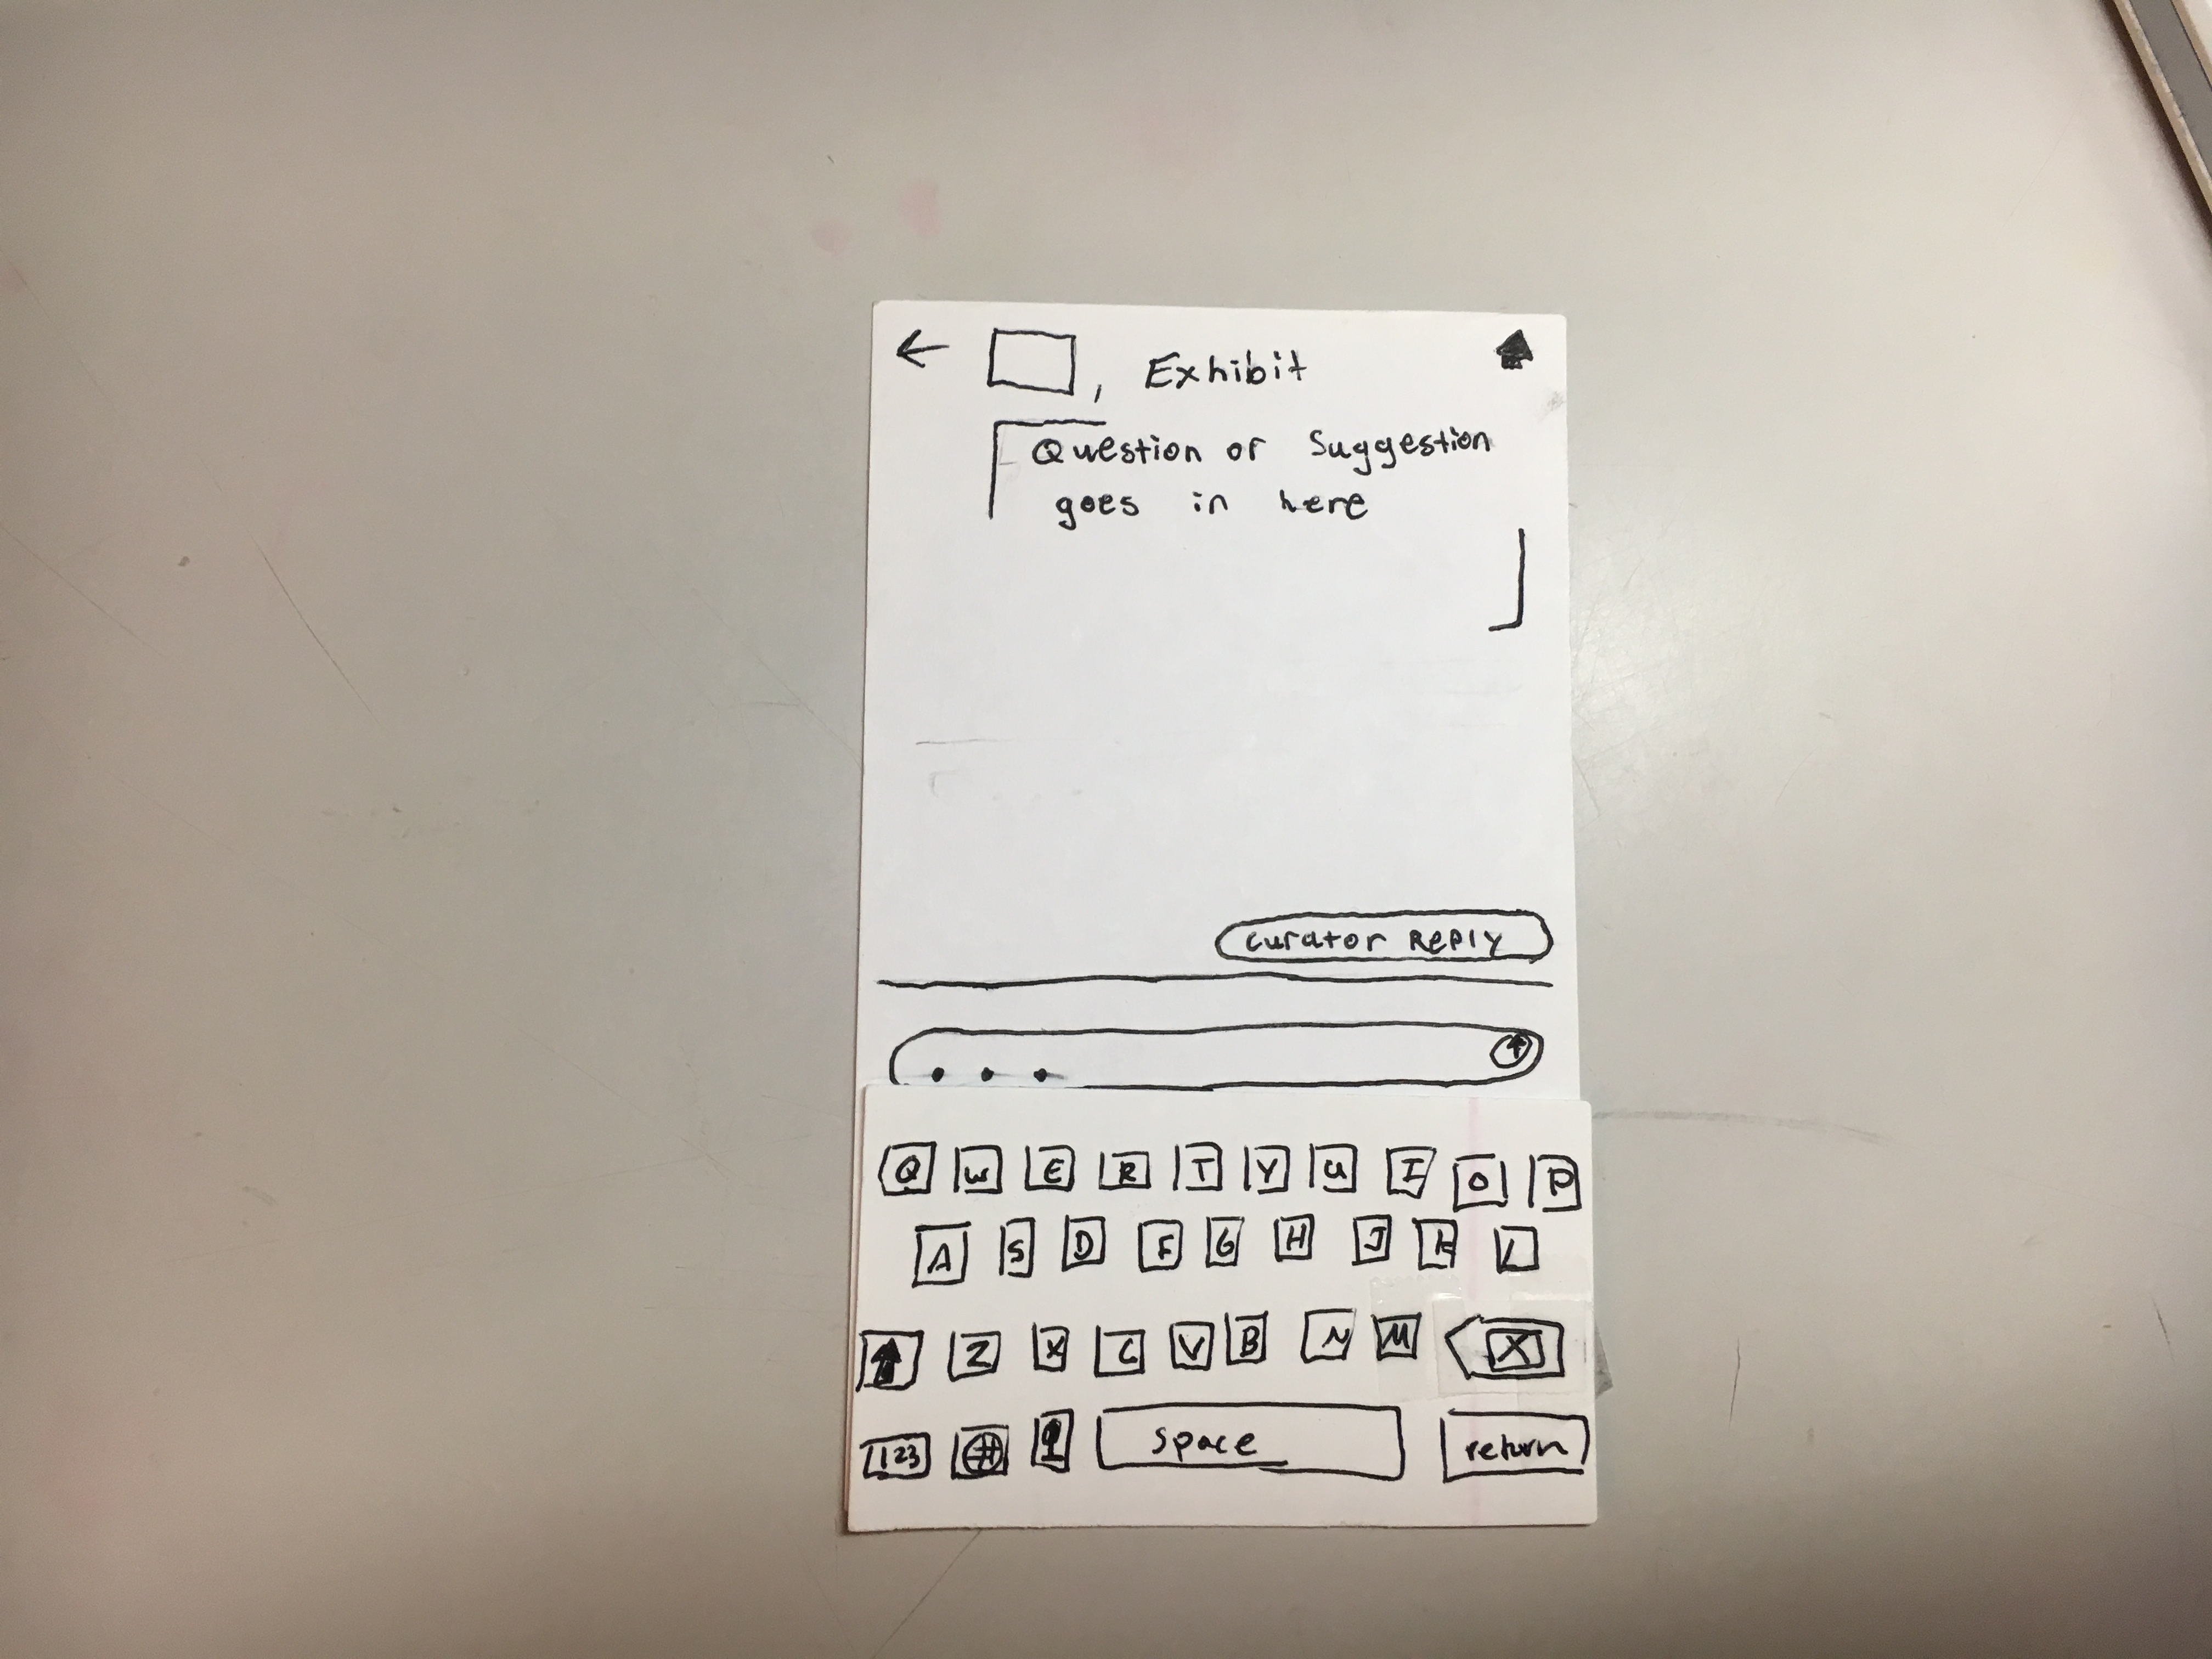 , Exhibit
Question or Suggestion
goes in here
curator Reply
Q W E R T Y U I O P
A S D F G H J K L
Z X C V B N M X
123 space return